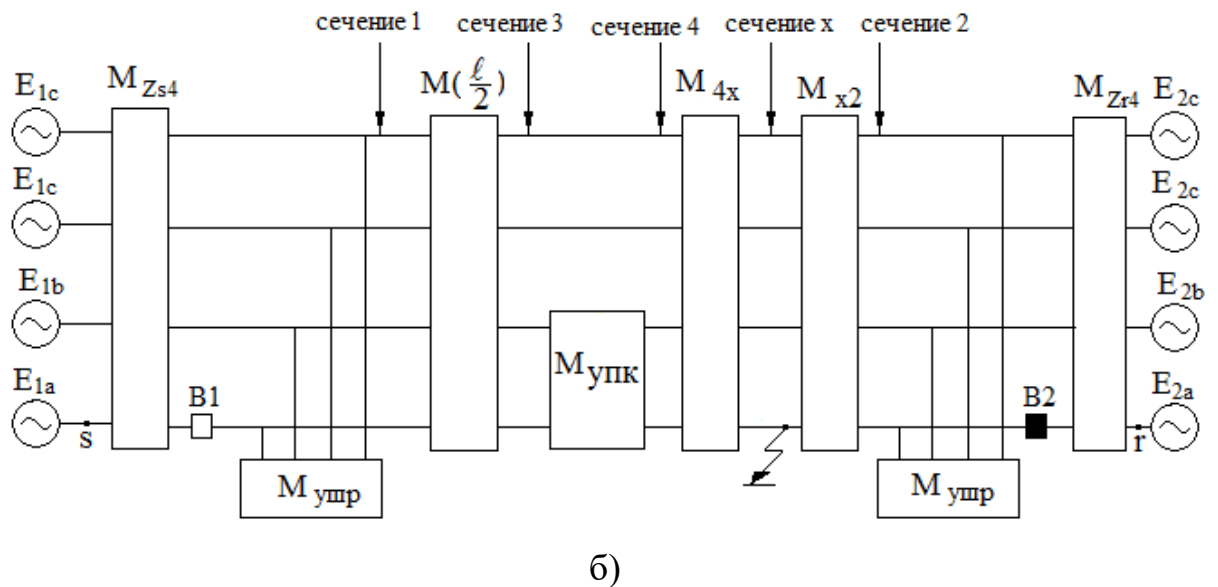 сечение 1 сечение 3 сечение 4 сечение x сечение 2
E1c MZs4 M(ℓ/2) M4x Mx2 MZr4 E2c
E1c E2c
E1b E2b
Mупк
E1a B1 B2 E2a
s r
Mушр Mушр
б)